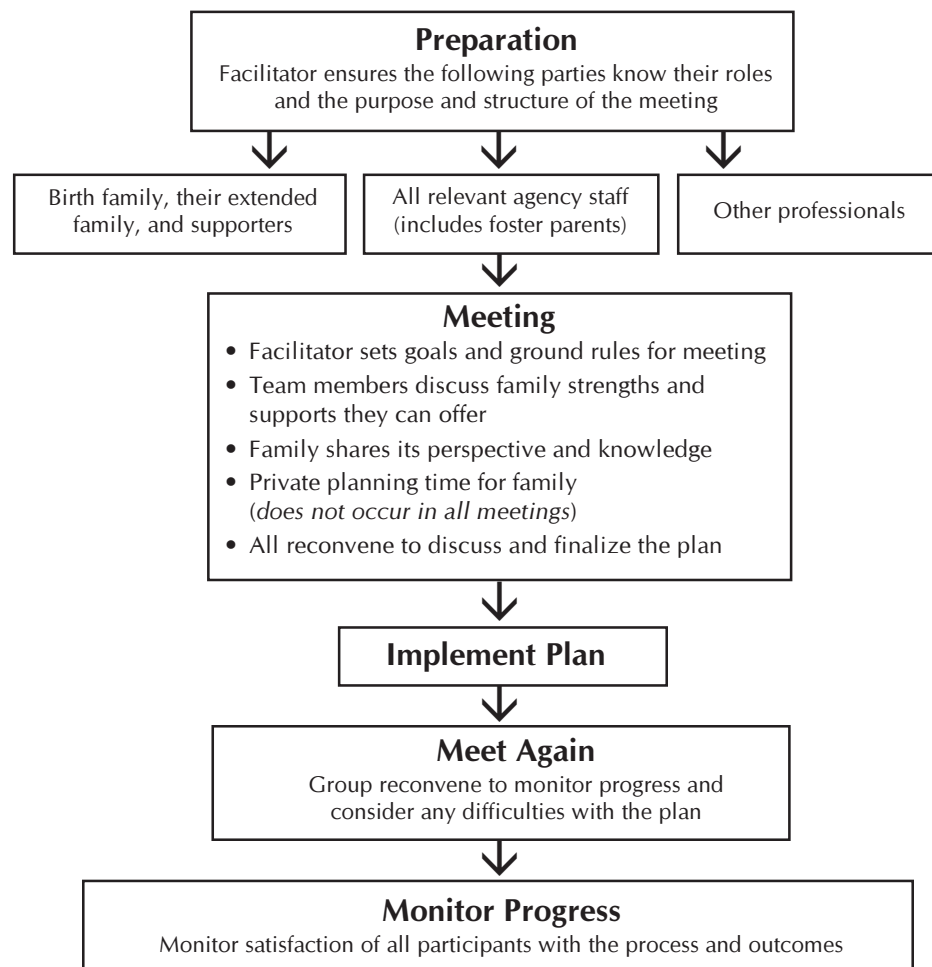 Preparation
Facilitator ensures the following parties know their roles
and the purpose and structure of the meeting
Birth family, their extended
family, and supporters
All relevant agency staff
(includes foster parents)
Other professionals
Meeting
• Facilitator sets goals and ground rules for meeting
• Team members discuss family strengths and
supports they can offer
• Family shares its perspective and knowledge
• Private planning time for family
(does not occur in all meetings)
• All reconvene to discuss and finalize the plan
Implement Plan
Meet Again
Group reconvene to monitor progress and
consider any difficulties with the plan
Monitor Progress
Monitor satisfaction of all participants with the process and outcomes